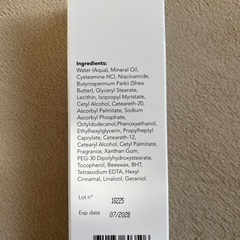 Ingredients:
Water (Aqua), Mineral Oil,
Cysteamine HCl, Niacinamide,
Butyrospermum Parkii (Shea
Butter), Glyceryl Stearate,
Lecithin, Isopropyl Myristate,
Cetyl Alcohol, Ceteareth-20,
Ascorbyl Palmitate, Sodium
Ascorbyl Phosphate,
Octyldodecanol,Phenoxyethanol,
Ethylhexylglycerin, Propylheptyl
Caprylate, Ceteareth-12,
Cetearyl Alcohol, Cetyl Palmitate,
Fragrance, Xanthan Gum,
PEG-30 Dipolyhydroxystearate,
Tocopherol, Beeswax, BHT,
Tetrasodium EDTA, Hexyl
Cinnamal, Linalool, Geraniol.
Lot n°
Exp date 07/2028